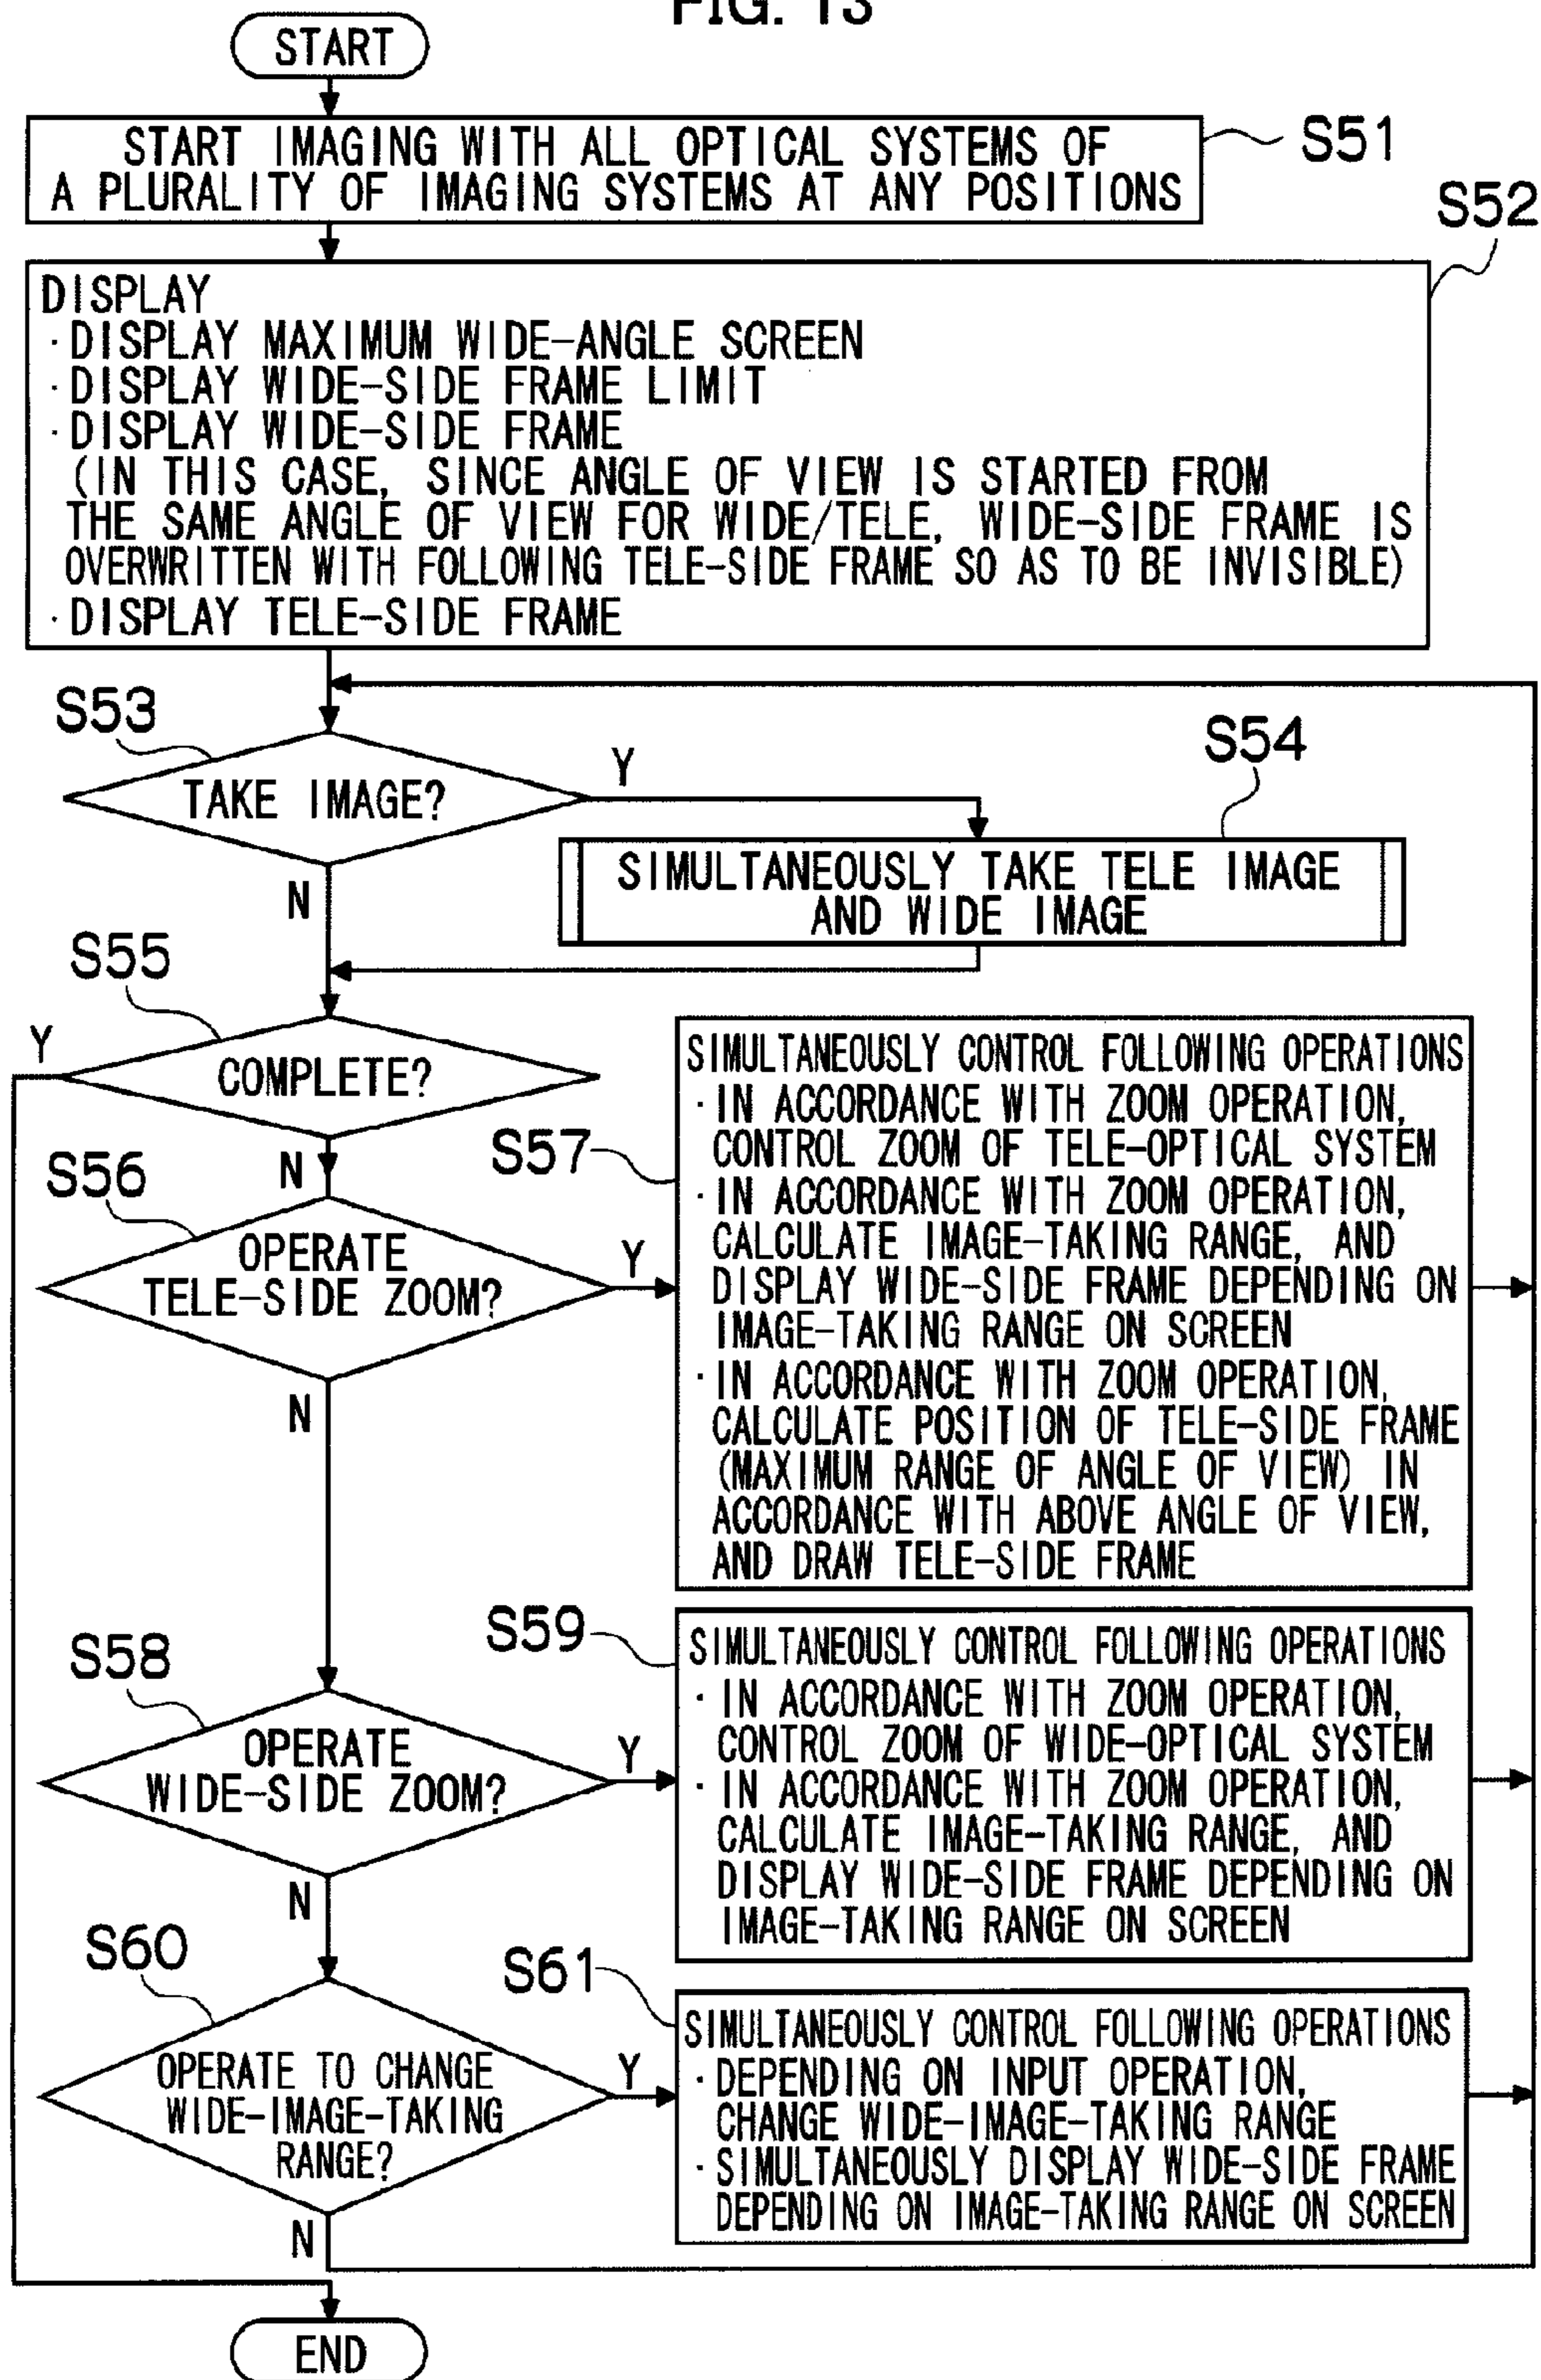 FIG. 13
START
START IMAGING WITH ALL OPTICAL SYSTEMS OF
A PLURALITY OF IMAGING SYSTEMS AT ANY POSITIONS
S51
S52
DISPLAY
·DISPLAY MAXIMUM WIDE-ANGLE SCREEN
·DISPLAY WIDE-SIDE FRAME LIMIT
·DISPLAY WIDE-SIDE FRAME
(IN THIS CASE, SINCE ANGLE OF VIEW IS STARTED FROM
THE SAME ANGLE OF VIEW FOR WIDE/TELE, WIDE-SIDE FRAME IS
OVERWRITTEN WITH FOLLOWING TELE-SIDE FRAME SO AS TO BE INVISIBLE)
·DISPLAY TELE-SIDE FRAME
S53
TAKE IMAGE?
Y
N
S54
SIMULTANEOUSLY TAKE TELE IMAGE
AND WIDE IMAGE
S55
COMPLETE?
Y
N
S56
OPERATE
TELE-SIDE ZOOM?
Y
N
S57
SIMULTANEOUSLY CONTROL FOLLOWING OPERATIONS
·IN ACCORDANCE WITH ZOOM OPERATION,
CONTROL ZOOM OF TELE-OPTICAL SYSTEM
·IN ACCORDANCE WITH ZOOM OPERATION,
CALCULATE IMAGE-TAKING RANGE, AND
DISPLAY WIDE-SIDE FRAME DEPENDING ON
IMAGE-TAKING RANGE ON SCREEN
·IN ACCORDANCE WITH ZOOM OPERATION,
CALCULATE POSITION OF TELE-SIDE FRAME
(MAXIMUM RANGE OF ANGLE OF VIEW) IN
ACCORDANCE WITH ABOVE ANGLE OF VIEW,
AND DRAW TELE-SIDE FRAME
S58
OPERATE
WIDE-SIDE ZOOM?
Y
N
S59
SIMULTANEOUSLY CONTROL FOLLOWING OPERATIONS
·IN ACCORDANCE WITH ZOOM OPERATION,
CONTROL ZOOM OF WIDE-OPTICAL SYSTEM
·IN ACCORDANCE WITH ZOOM OPERATION,
CALCULATE IMAGE-TAKING RANGE, AND
DISPLAY WIDE-SIDE FRAME DEPENDING ON
IMAGE-TAKING RANGE ON SCREEN
S60
OPERATE TO CHANGE
WIDE-IMAGE-TAKING
RANGE?
Y
N
S61
SIMULTANEOUSLY CONTROL FOLLOWING OPERATIONS
·DEPENDING ON INPUT OPERATION,
CHANGE WIDE-IMAGE-TAKING RANGE
·SIMULTANEOUSLY DISPLAY WIDE-SIDE FRAME
DEPENDING ON IMAGE-TAKING RANGE ON SCREEN
END